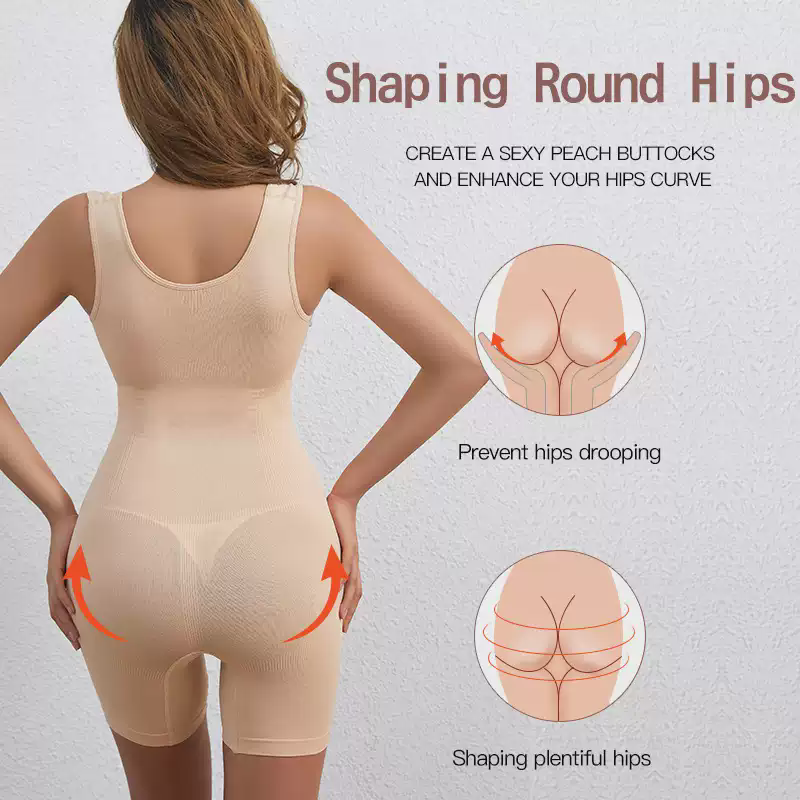 Shaping Round Hips
CREATE A SEXY PEACH BUTTOCKS
AND ENHANCE YOUR HIPS CURVE
Prevent hips drooping
Shaping plentiful hips